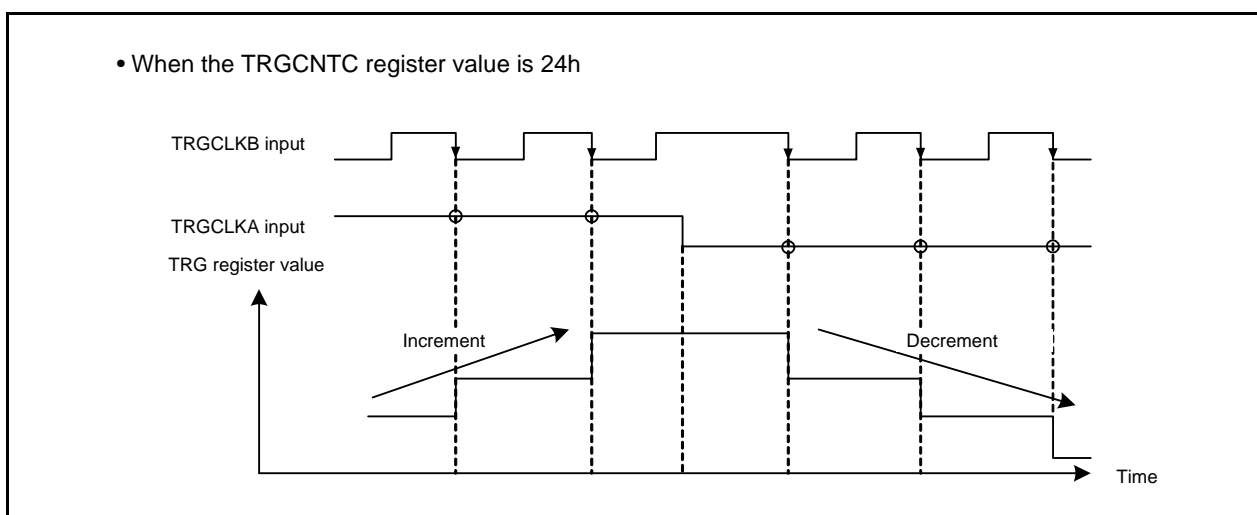 • When the TRGCNTC register value is 24h
TRGCLKB input
TRGCLKA input
TRG register value
Increment
Decrement
Time